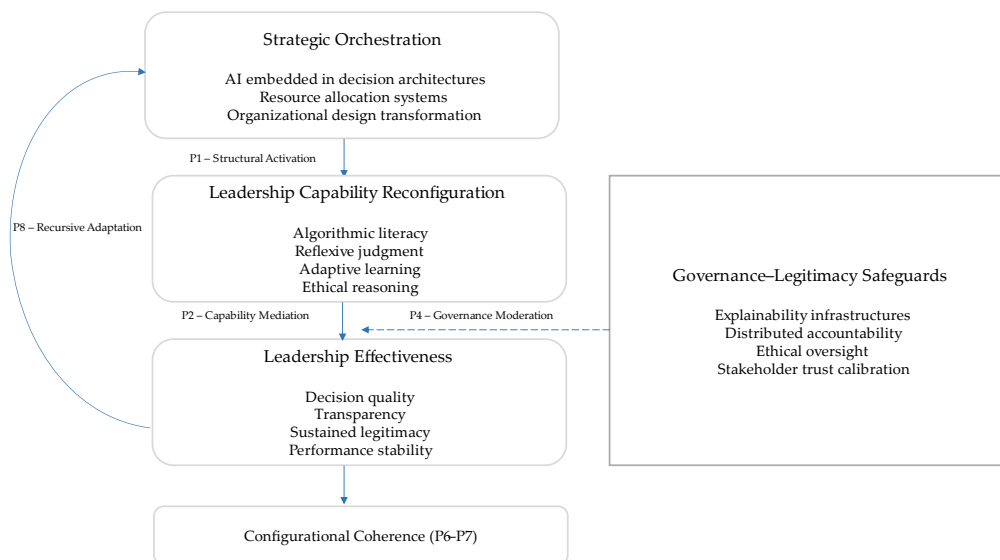 Strategic Orchestration
AI embedded in decision architectures
Resource allocation systems
Organizational design transformation
P1 – Structural Activation
Leadership Capability Reconfiguration
Algorithmic literacy
Reflexive judgment
Adaptive learning
Ethical reasoning
P8 – Recursive Adaptation
P2 – Capability Mediation
P4 – Governance Moderation
Governance–Legitimacy Safeguards
Explainability infrastructures
Distributed accountability
Ethical oversight
Stakeholder trust calibration
Leadership Effectiveness
Decision quality
Transparency
Sustained legitimacy
Performance stability
Configurational Coherence (P6–P7)